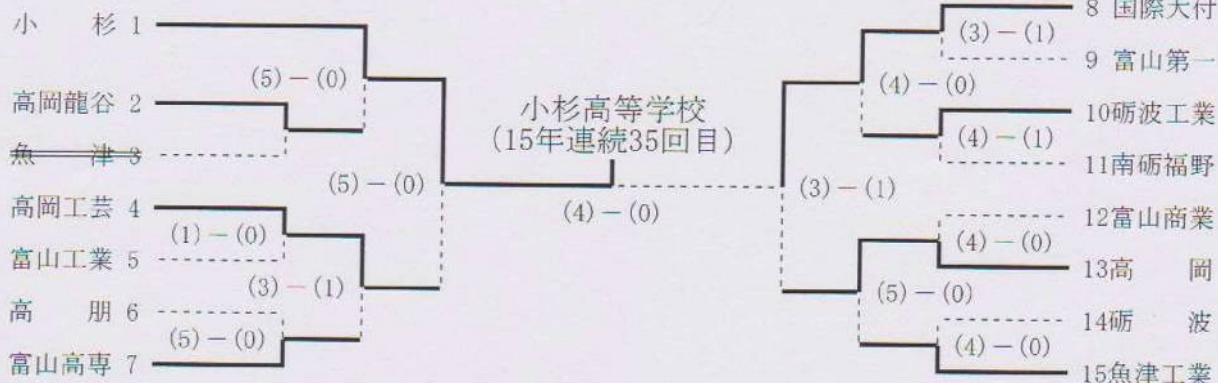 小　杉 1
(5)－(0)
高岡龍谷 2
魚　津 3
(5)－(0)
高岡工芸 4
(1)－(0)
富山工業 5
(3)－(1)
高　朋 6
(5)－(0)
富山高専 7
小杉高等学校
(15年連続35回目)
(4)－(0)
8 国際大付
(3)－(1)
9 富山第一
(4)－(0)
10砺波工業
(4)－(1)
11南砺福野
(3)－(1)
12富山商業
(4)－(0)
13高　岡
(5)－(0)
14砺　波
(4)－(0)
15魚津工業